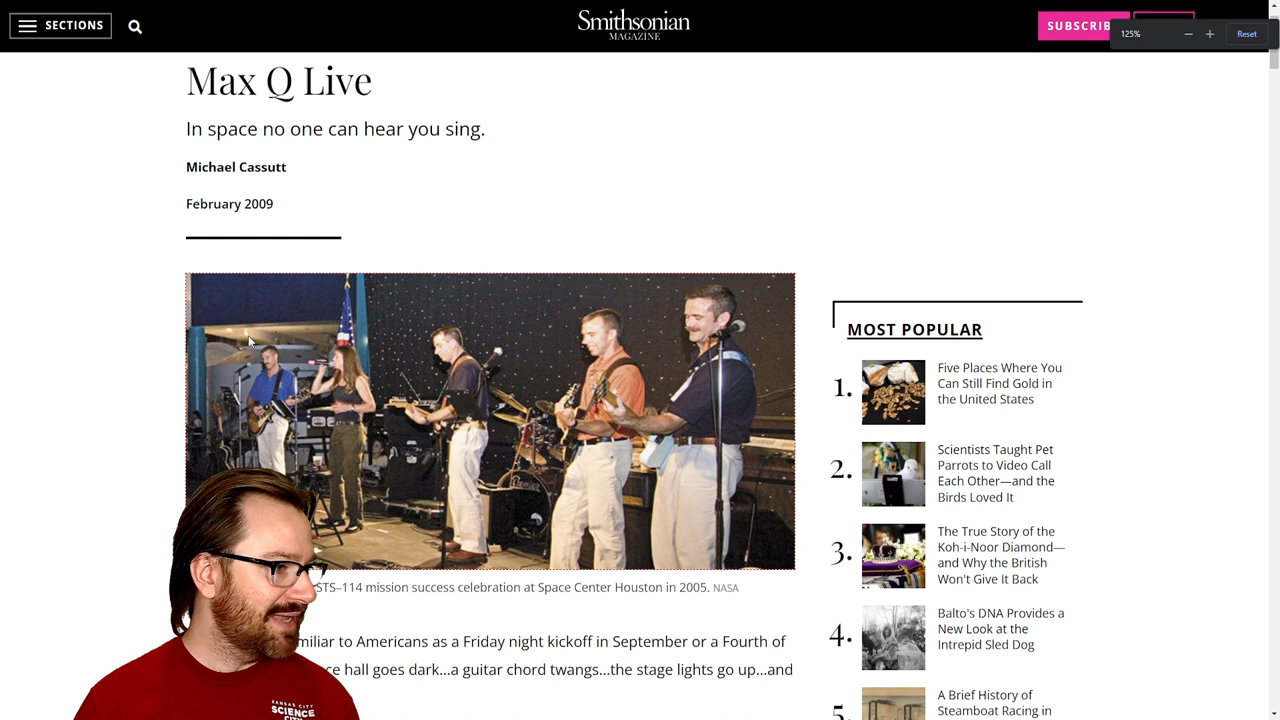 SECTIONS
Smithsonian
MAGAZINE
SUBSCRIB
125%
Reset
Max Q Live
In space no one can hear you sing.
Michael Cassutt
February 2009
STS–114 mission success celebration at Space Center Houston in 2005. NASA
miliar to Americans as a Friday night kickoff in September or a Fourth of
ce hall goes dark...a guitar chord twangs...the stage lights go up...and
MOST POPULAR
1.
Five Places Where You
Can Still Find Gold in
the United States
2.
Scientists Taught Pet
Parrots to Video Call
Each Other—and the
Birds Loved It
3.
The True Story of the
Koh-i-Noor Diamond—
and Why the British
Won't Give It Back
4.
Balto's DNA Provides a
New Look at the
Intrepid Sled Dog
5.
A Brief History of
Steamboat Racing in
KANSAS CITY
SCIENCE
CITY